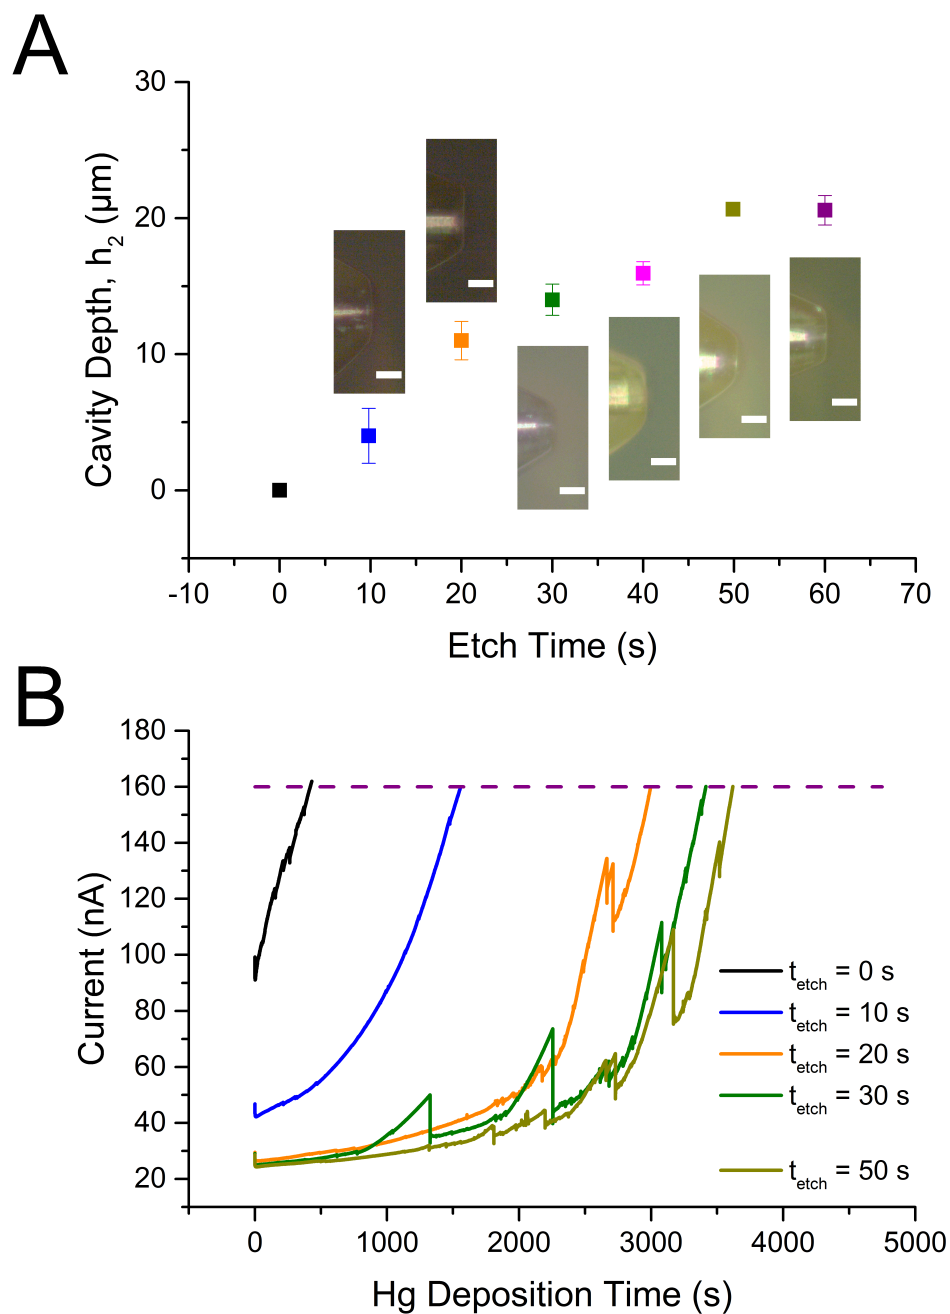 A
30
20
10
0
Cavity Depth, h2 (µm)
-10 0 10 20 30 40 50 60 70
Etch Time (s)
B
180
160
140
120
100
80
60
40
20
Current (nA)
tetch = 0 s
tetch = 10 s
tetch = 20 s
tetch = 30 s
tetch = 50 s
0 1000 2000 3000 4000 5000
Hg Deposition Time (s)